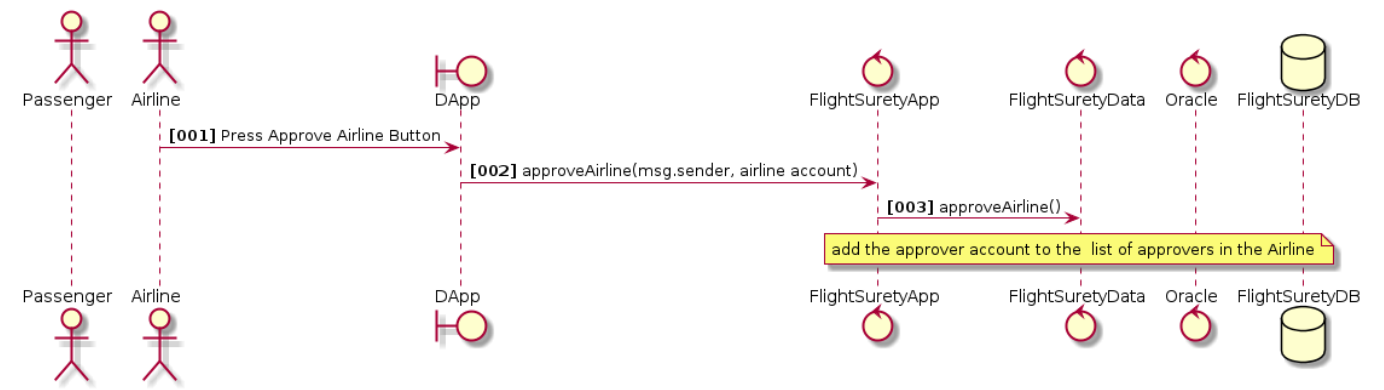 Passenger Airline DApp FlightSuretyApp FlightSuretyData Oracle FlightSuretyDB
[001] Press Approve Airline Button
[002] approveAirline(msg.sender, airline account)
[003] approveAirline()
add the approver account to the  list of approvers in the Airline
Passenger Airline DApp FlightSuretyApp FlightSuretyData Oracle FlightSuretyDB